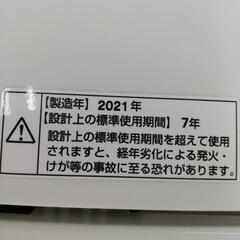 【製造年】2021年
【設計上の標準使用期間】7年
設計上の標準使用期間を超えて使用
されますと、経年劣化による発火・
けが等の事故に至る恐れがあります。